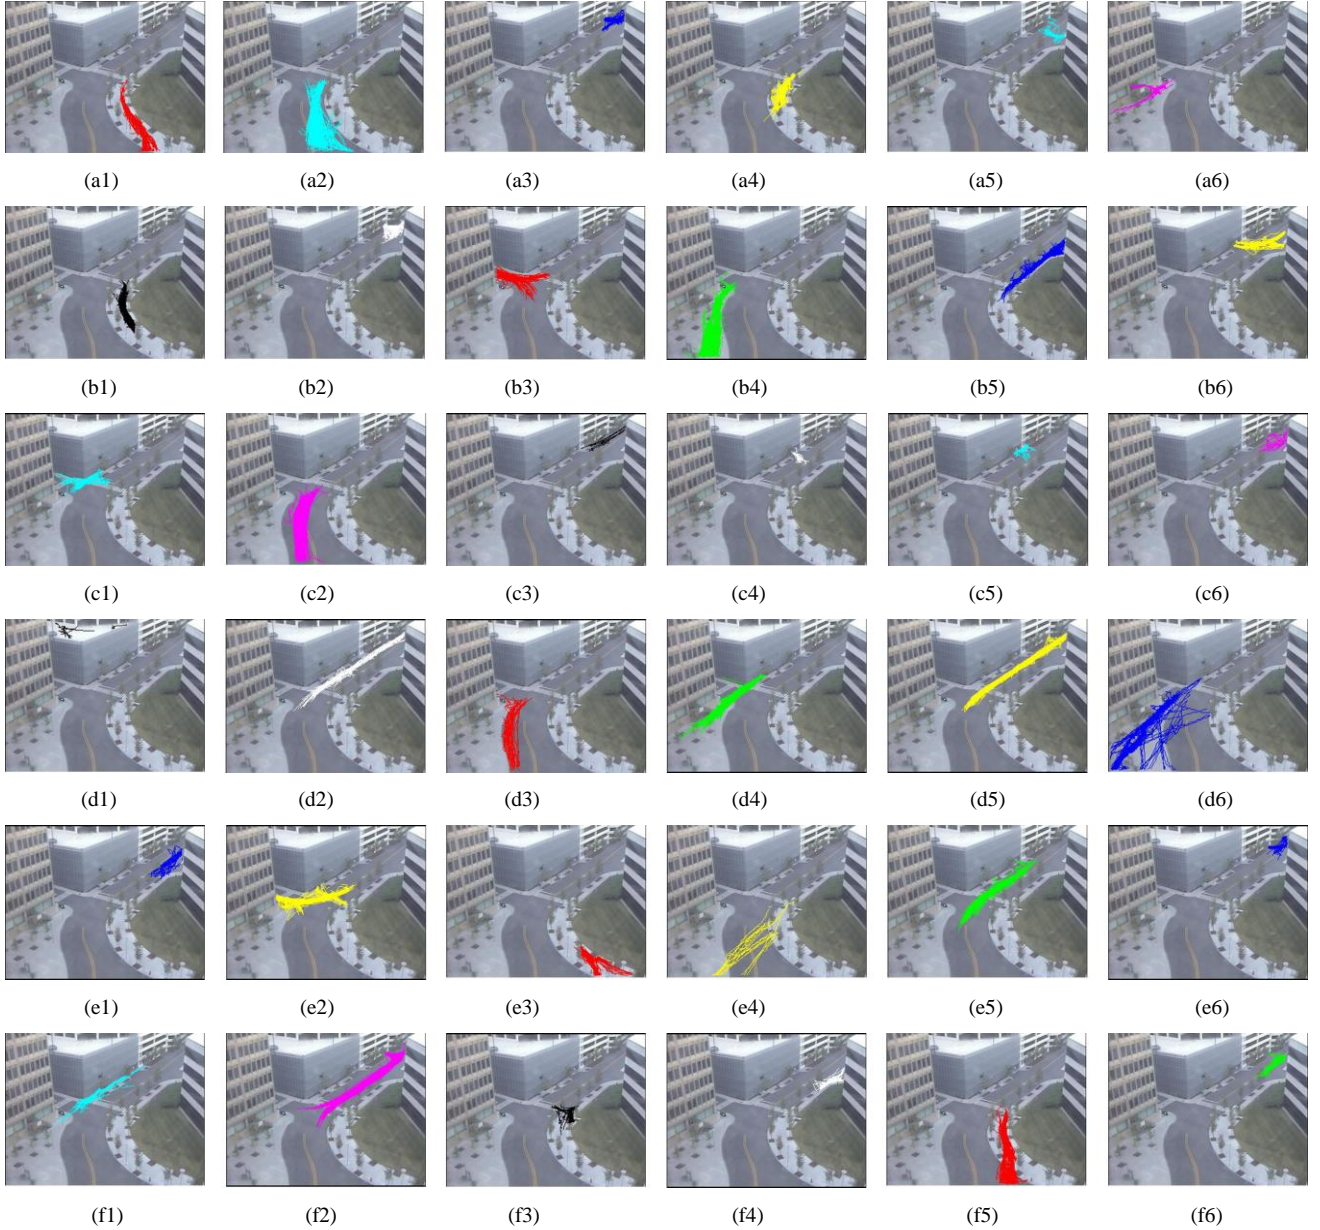 (a1) (a2) (a3) (a4) (a5) (a6)
(b1) (b2) (b3) (b4) (b5) (b6)
(c1) (c2) (c3) (c4) (c5) (c6)
(d1) (d2) (d3) (d4) (d5) (d6)
(e1) (e2) (e3) (e4) (e5) (e6)
(f1) (f2) (f3) (f4) (f5) (f6)